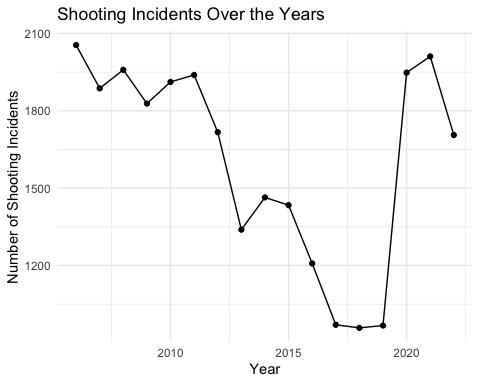 Shooting Incidents Over the Years
Number of Shooting Incidents
2100
1800
1500
1200
2010
2015
2020
Year